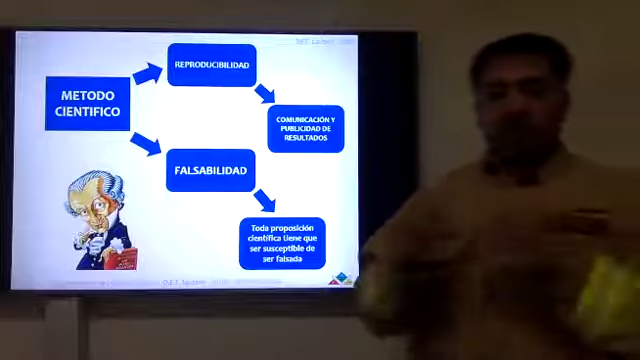 METODO
CIENTIFICO
REPRODUCIBILIDAD
COMUNICACIÓN Y
PUBLICIDAD DE
RESULTADOS
FALSABILIDAD
Toda proposición
científica tiene que
ser susceptible de
ser falsada